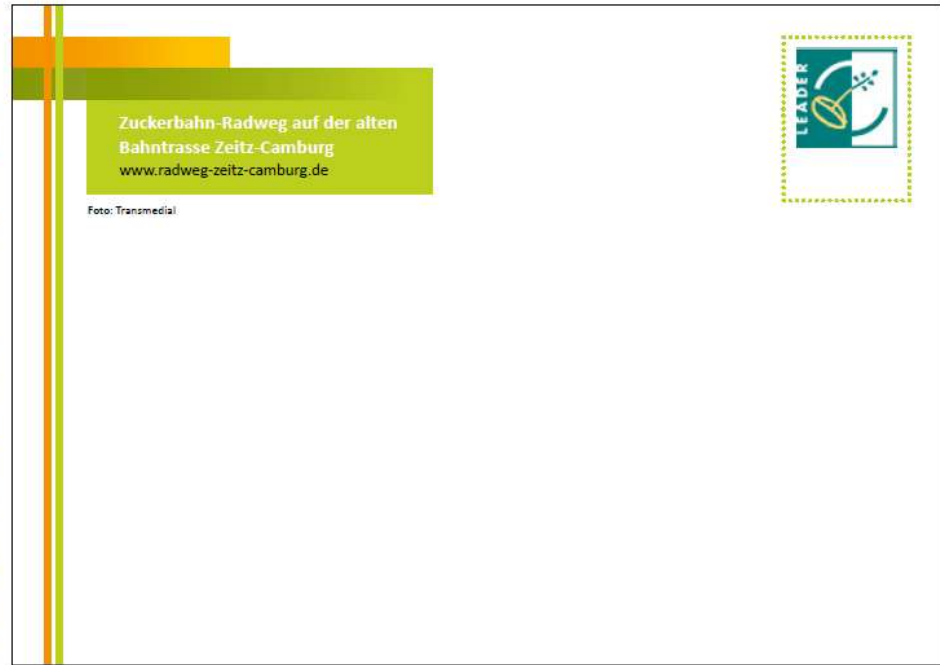 Zuckerbahn-Radweg auf der alten
Bahntrasse Zeitz-Camburg
www.radweg-zeitz-camburg.de
Foto: Transmedial
LEADER